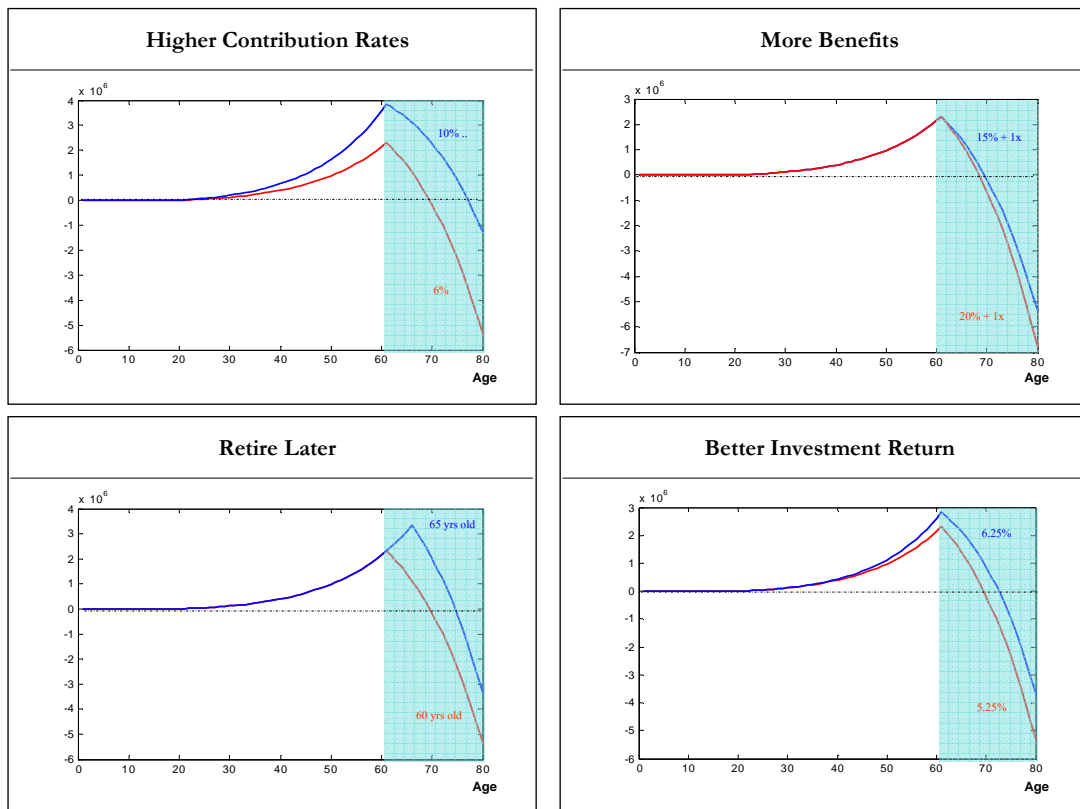 Higher Contribution Rates
x 10^6
4
3
2
1
0
-1
-2
-3
-4
-5
-6
10% ..
6%
0 10 20 30 40 50 60 70 80
Age
More Benefits
x 10^6
3
2
1
0
-1
-2
-3
-4
-5
-6
-7
15% + 1x
20% + 1x
0 10 20 30 40 50 60 70 80
Age
Retire Later
x 10^6
4
3
2
1
0
-1
-2
-3
-4
-5
-6
65 yrs old
60 yrs old
0 10 20 30 40 50 60 70 80
Age
Better Investment Return
x 10^6
3
2
1
0
-1
-2
-3
-4
-5
-6
6.25%
5.25%
0 10 20 30 40 50 60 70 80
Age